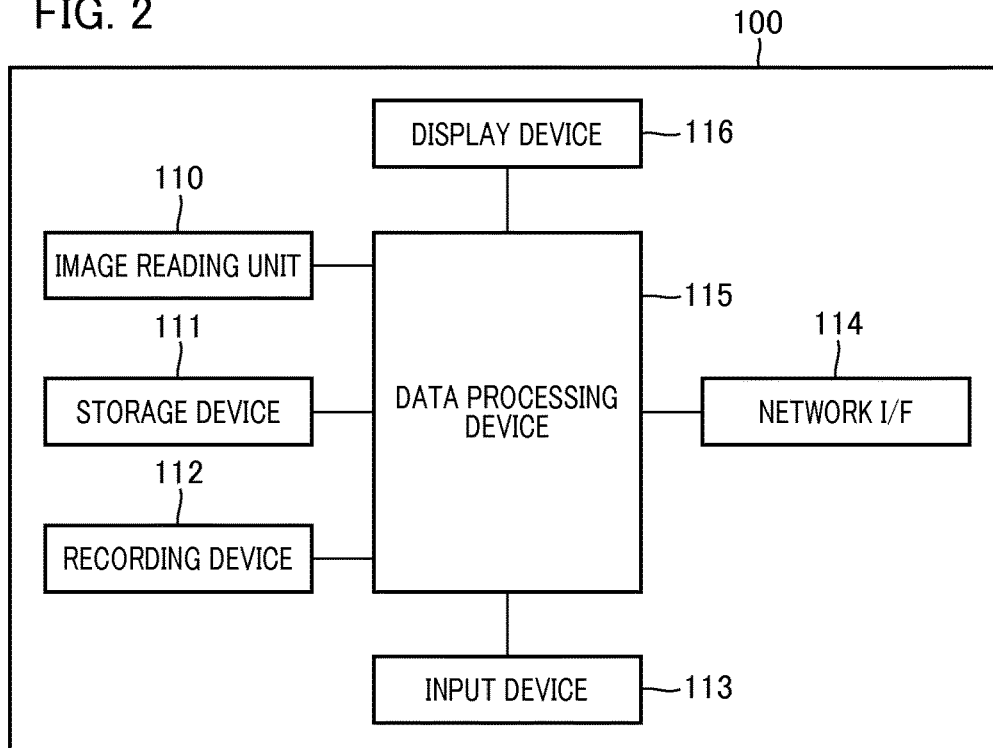 FIG. 2
100
DISPLAY DEVICE
116
110
IMAGE READING UNIT
115
111
114
STORAGE DEVICE
DATA PROCESSING
DEVICE
NETWORK I/F
112
RECORDING DEVICE
INPUT DEVICE
113